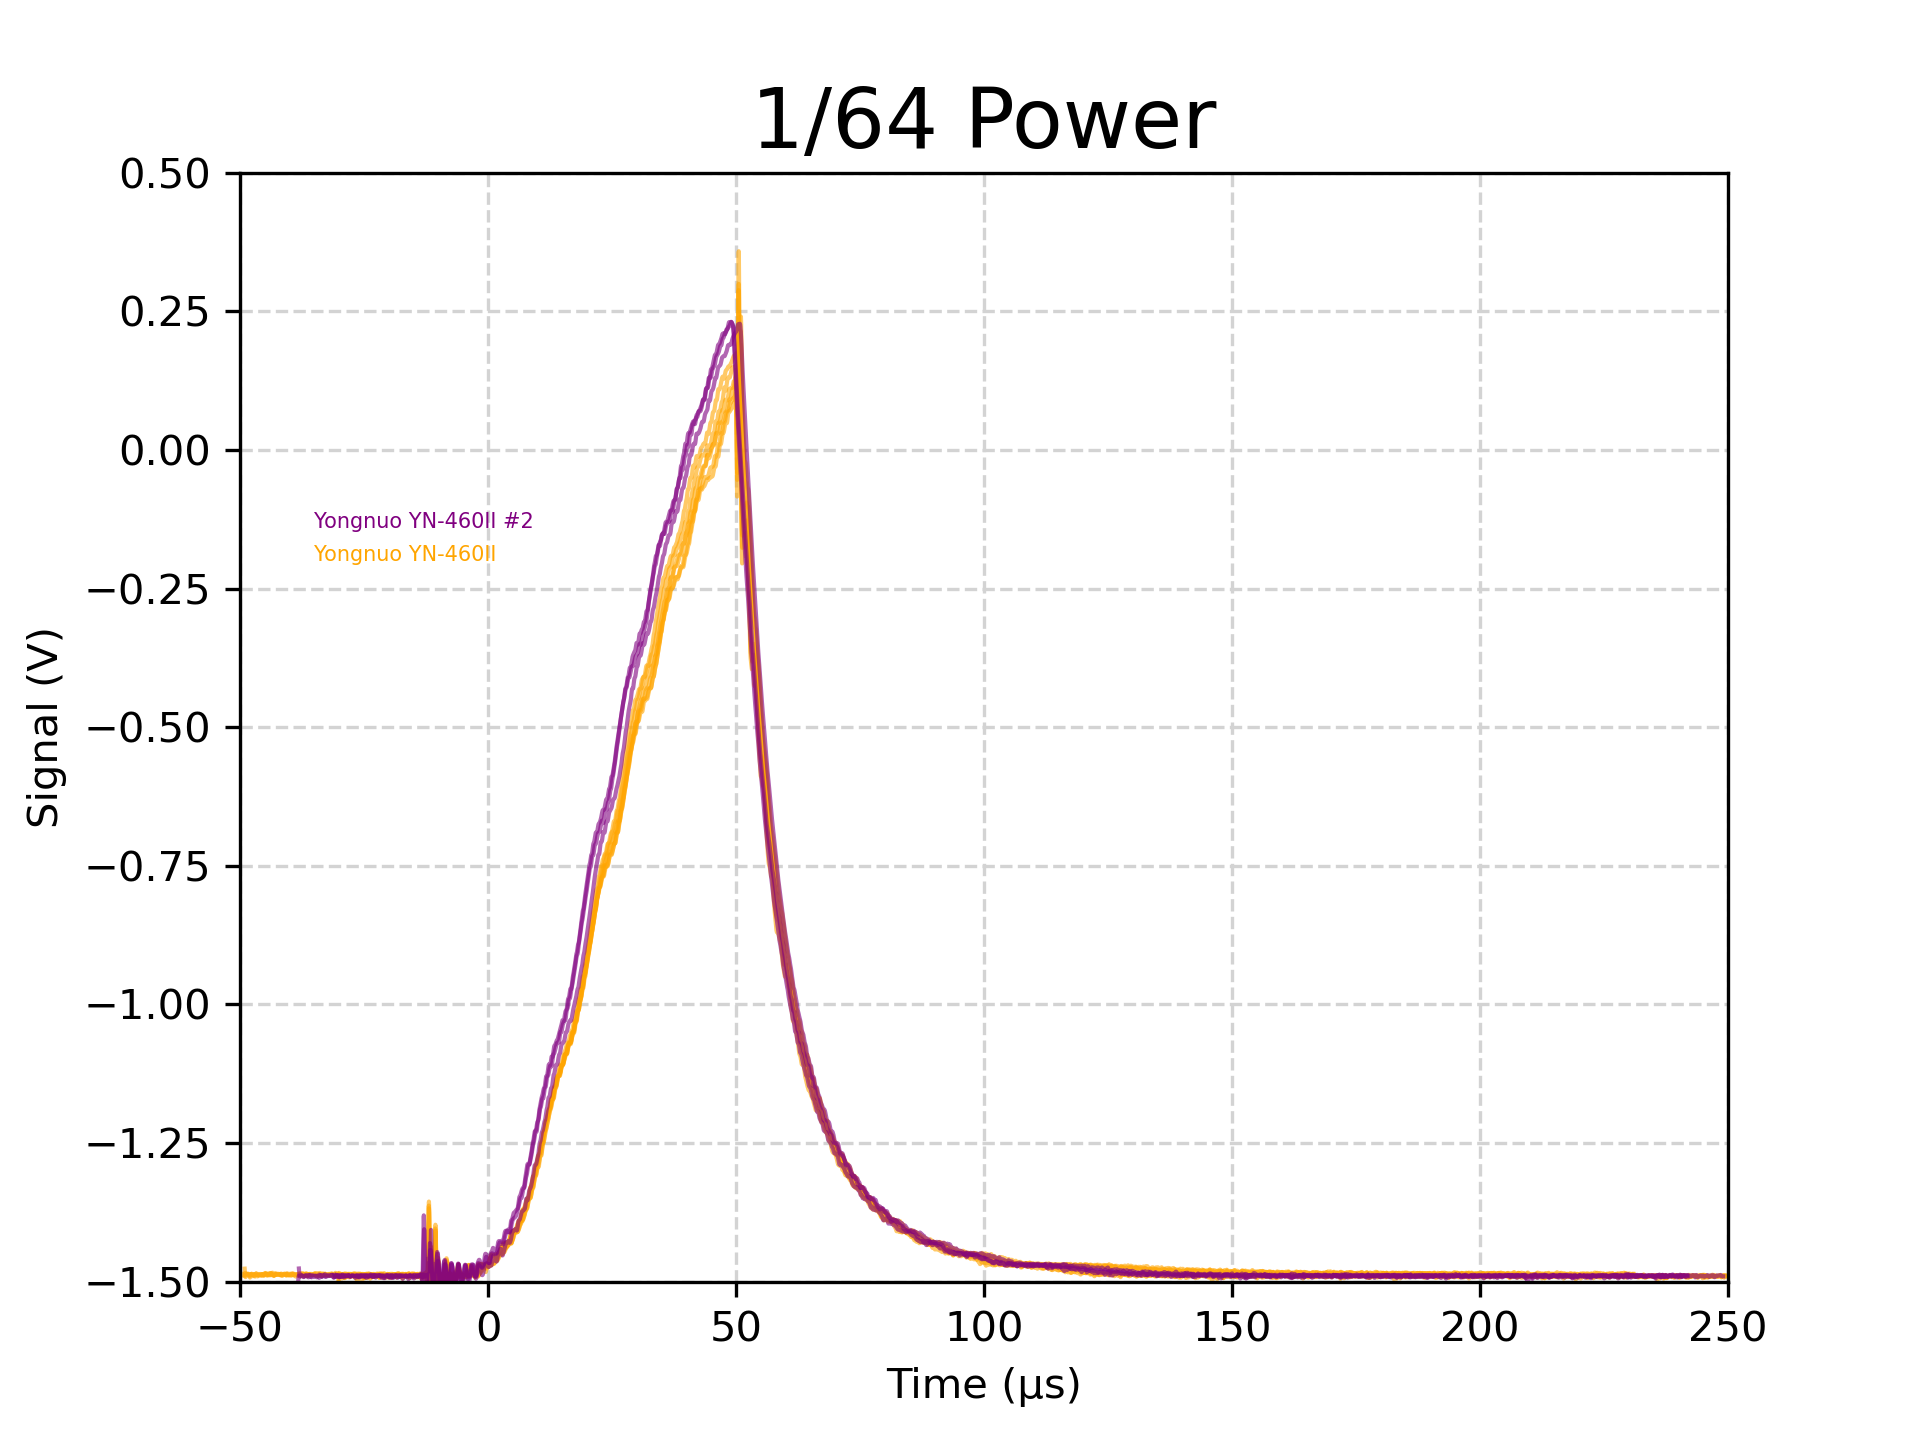 1/64 Power
0.50
0.25
0.00
−0.25
−0.50
−0.75
−1.00
−1.25
−1.50
Signal (V)
Yongnuo YN-460II #2
Yongnuo YN-460II
−50 0 50 100 150 200 250
Time (μs)